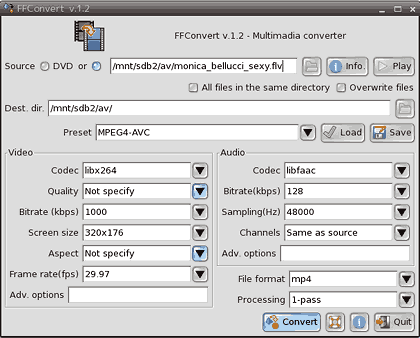 FFConvert v.1.2
FFConvert v.1.2 - Multimadia converter
Source DVD or /mnt/sdb2/av/monica_bellucci_sexy.flv Info Play
All files in the same directory Overwrite files
Dest. dir. /mnt/sdb2/av/
Preset MPEG4-AVC Load Save
Video
Codec libx264
Quality Not specify
Bitrate (kbps) 1000
Screen size 320x176
Aspect Not specify
Frame rate(fps) 29.97
Adv. options
Audio
Codec libfaac
Bitrate(kbps) 128
Sampling(Hz) 48000
Channels Same as source
Adv. options
File format mp4
Processing 1-pass
Convert Quit